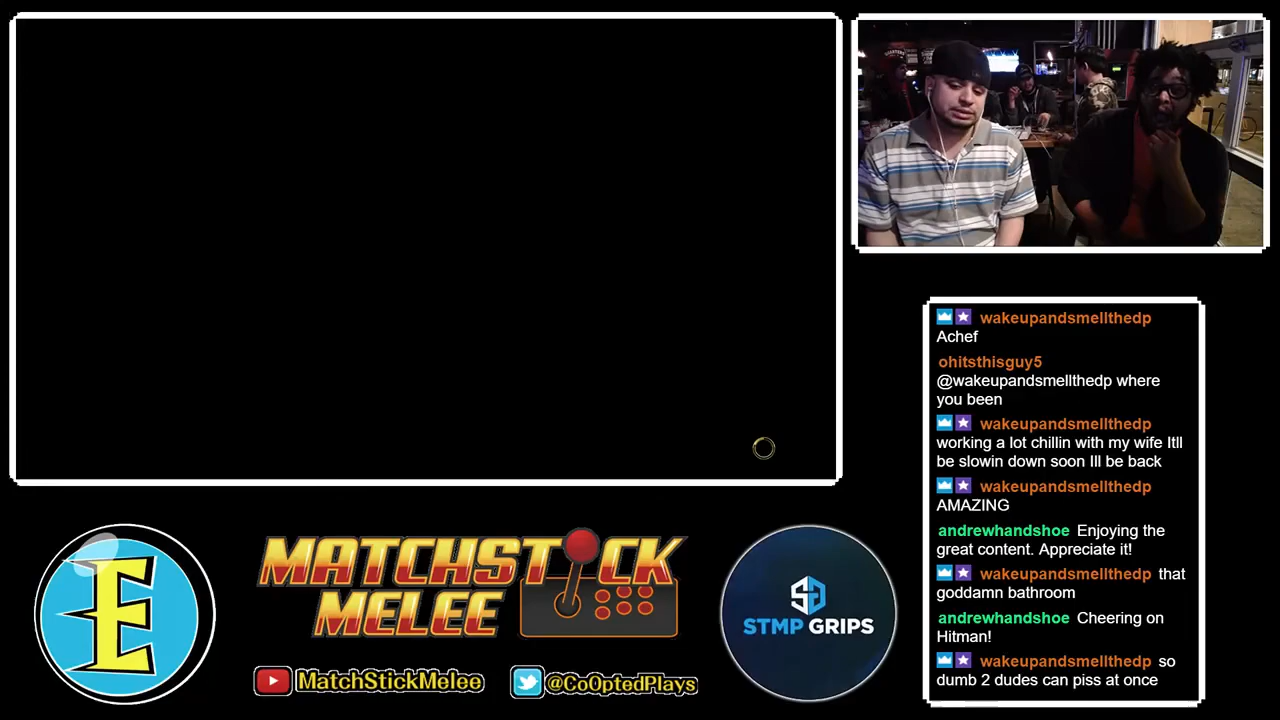 wakeupandsmellthedp
Achef
ohitsthisguy5
@wakeupandsmellthedp where
you been
wakeupandsmellthedp
working a lot chillin with my wife Itll
be slowin down soon Ill be back
wakeupandsmellthedp
AMAZING
andrewhandshoe Enjoying the
great content. Appreciate it!
wakeupandsmellthedp that
goddamn bathroom
andrewhandshoe Cheering on
Hitman!
wakeupandsmellthedp so
dumb 2 dudes can piss at once
E
MATCHSTICK
MELEE
MatchStickMelee
@CoOptedPlays
SG
STMP GRIPS